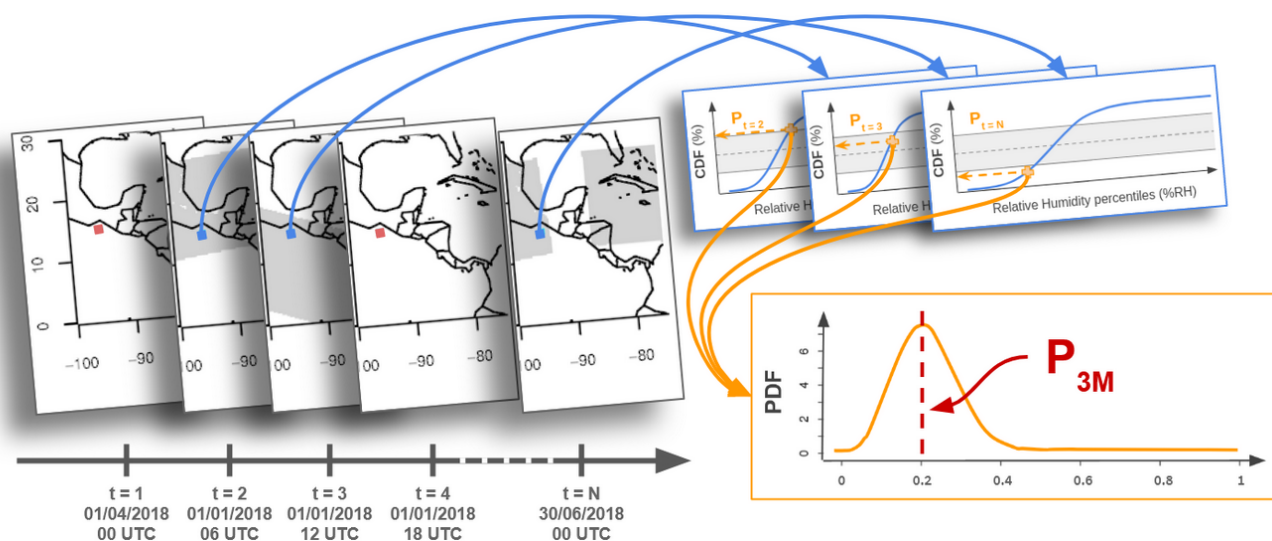 30
20
10
0
−100
−90
00
−90
00
−90
00
−90
−80
00
−90
−80
t = 1
01/04/2018
00 UTC
t = 2
01/01/2018
06 UTC
t = 3
01/01/2018
12 UTC
t = 4
01/01/2018
18 UTC
t = N
30/06/2018
00 UTC
CDF (%)
P t = 2
Relative H
CDF (%)
P t = 3
Relative H
CDF (%)
P t = N
Relative Humidity percentiles (%RH)
PDF
6
4
2
0
0
0.2
0.4
0.6
0.8
1
P 3M